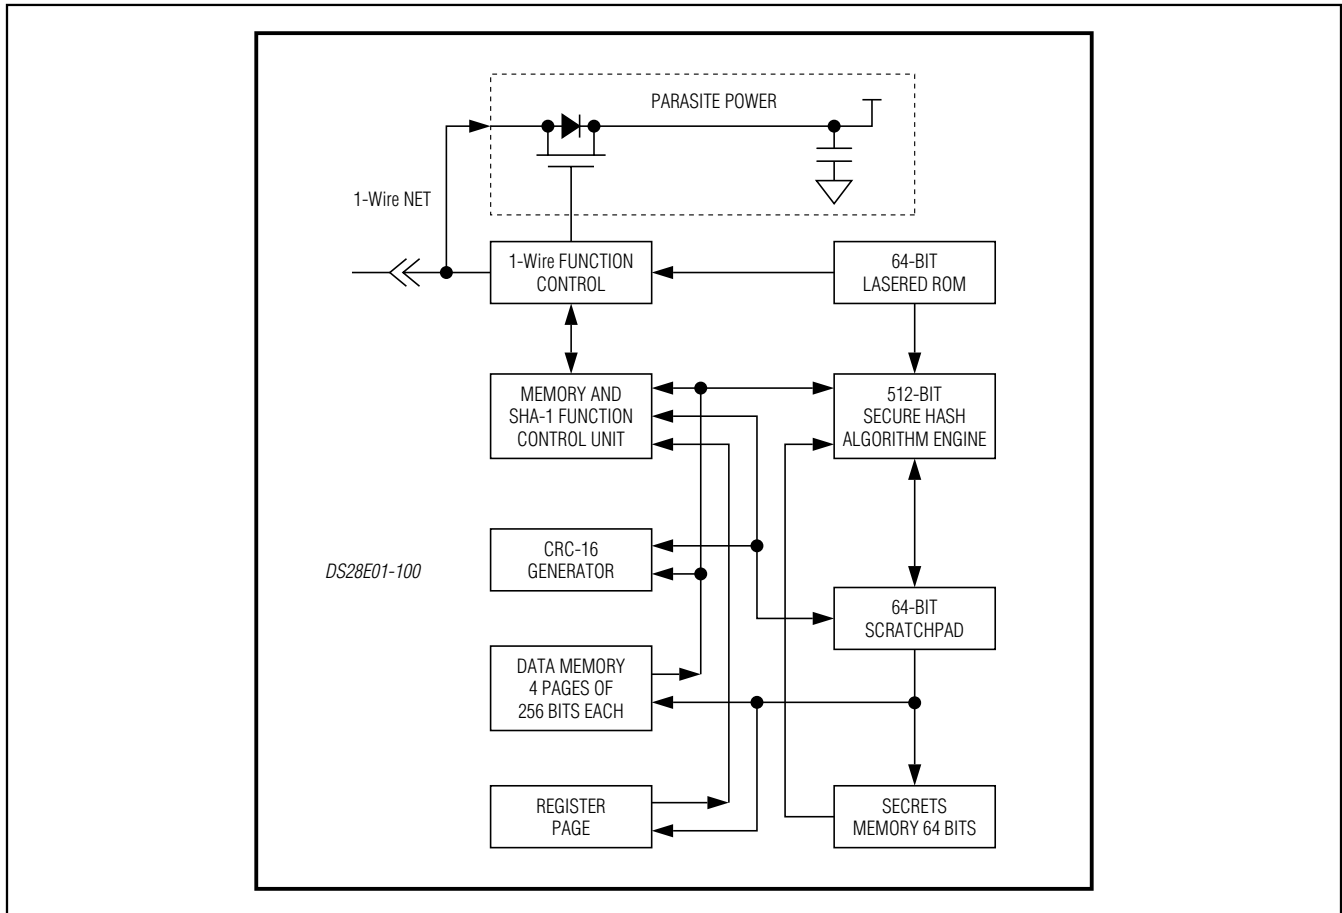 PARASITE POWER
1-Wire NET
1-Wire FUNCTION
CONTROL
64-BIT
LASERED ROM
MEMORY AND
SHA-1 FUNCTION
CONTROL UNIT
512-BIT
SECURE HASH
ALGORITHM ENGINE
CRC-16
GENERATOR
DS28E01-100
64-BIT
SCRATCHPAD
DATA MEMORY
4 PAGES OF
256 BITS EACH
REGISTER
PAGE
SECRETS
MEMORY 64 BITS